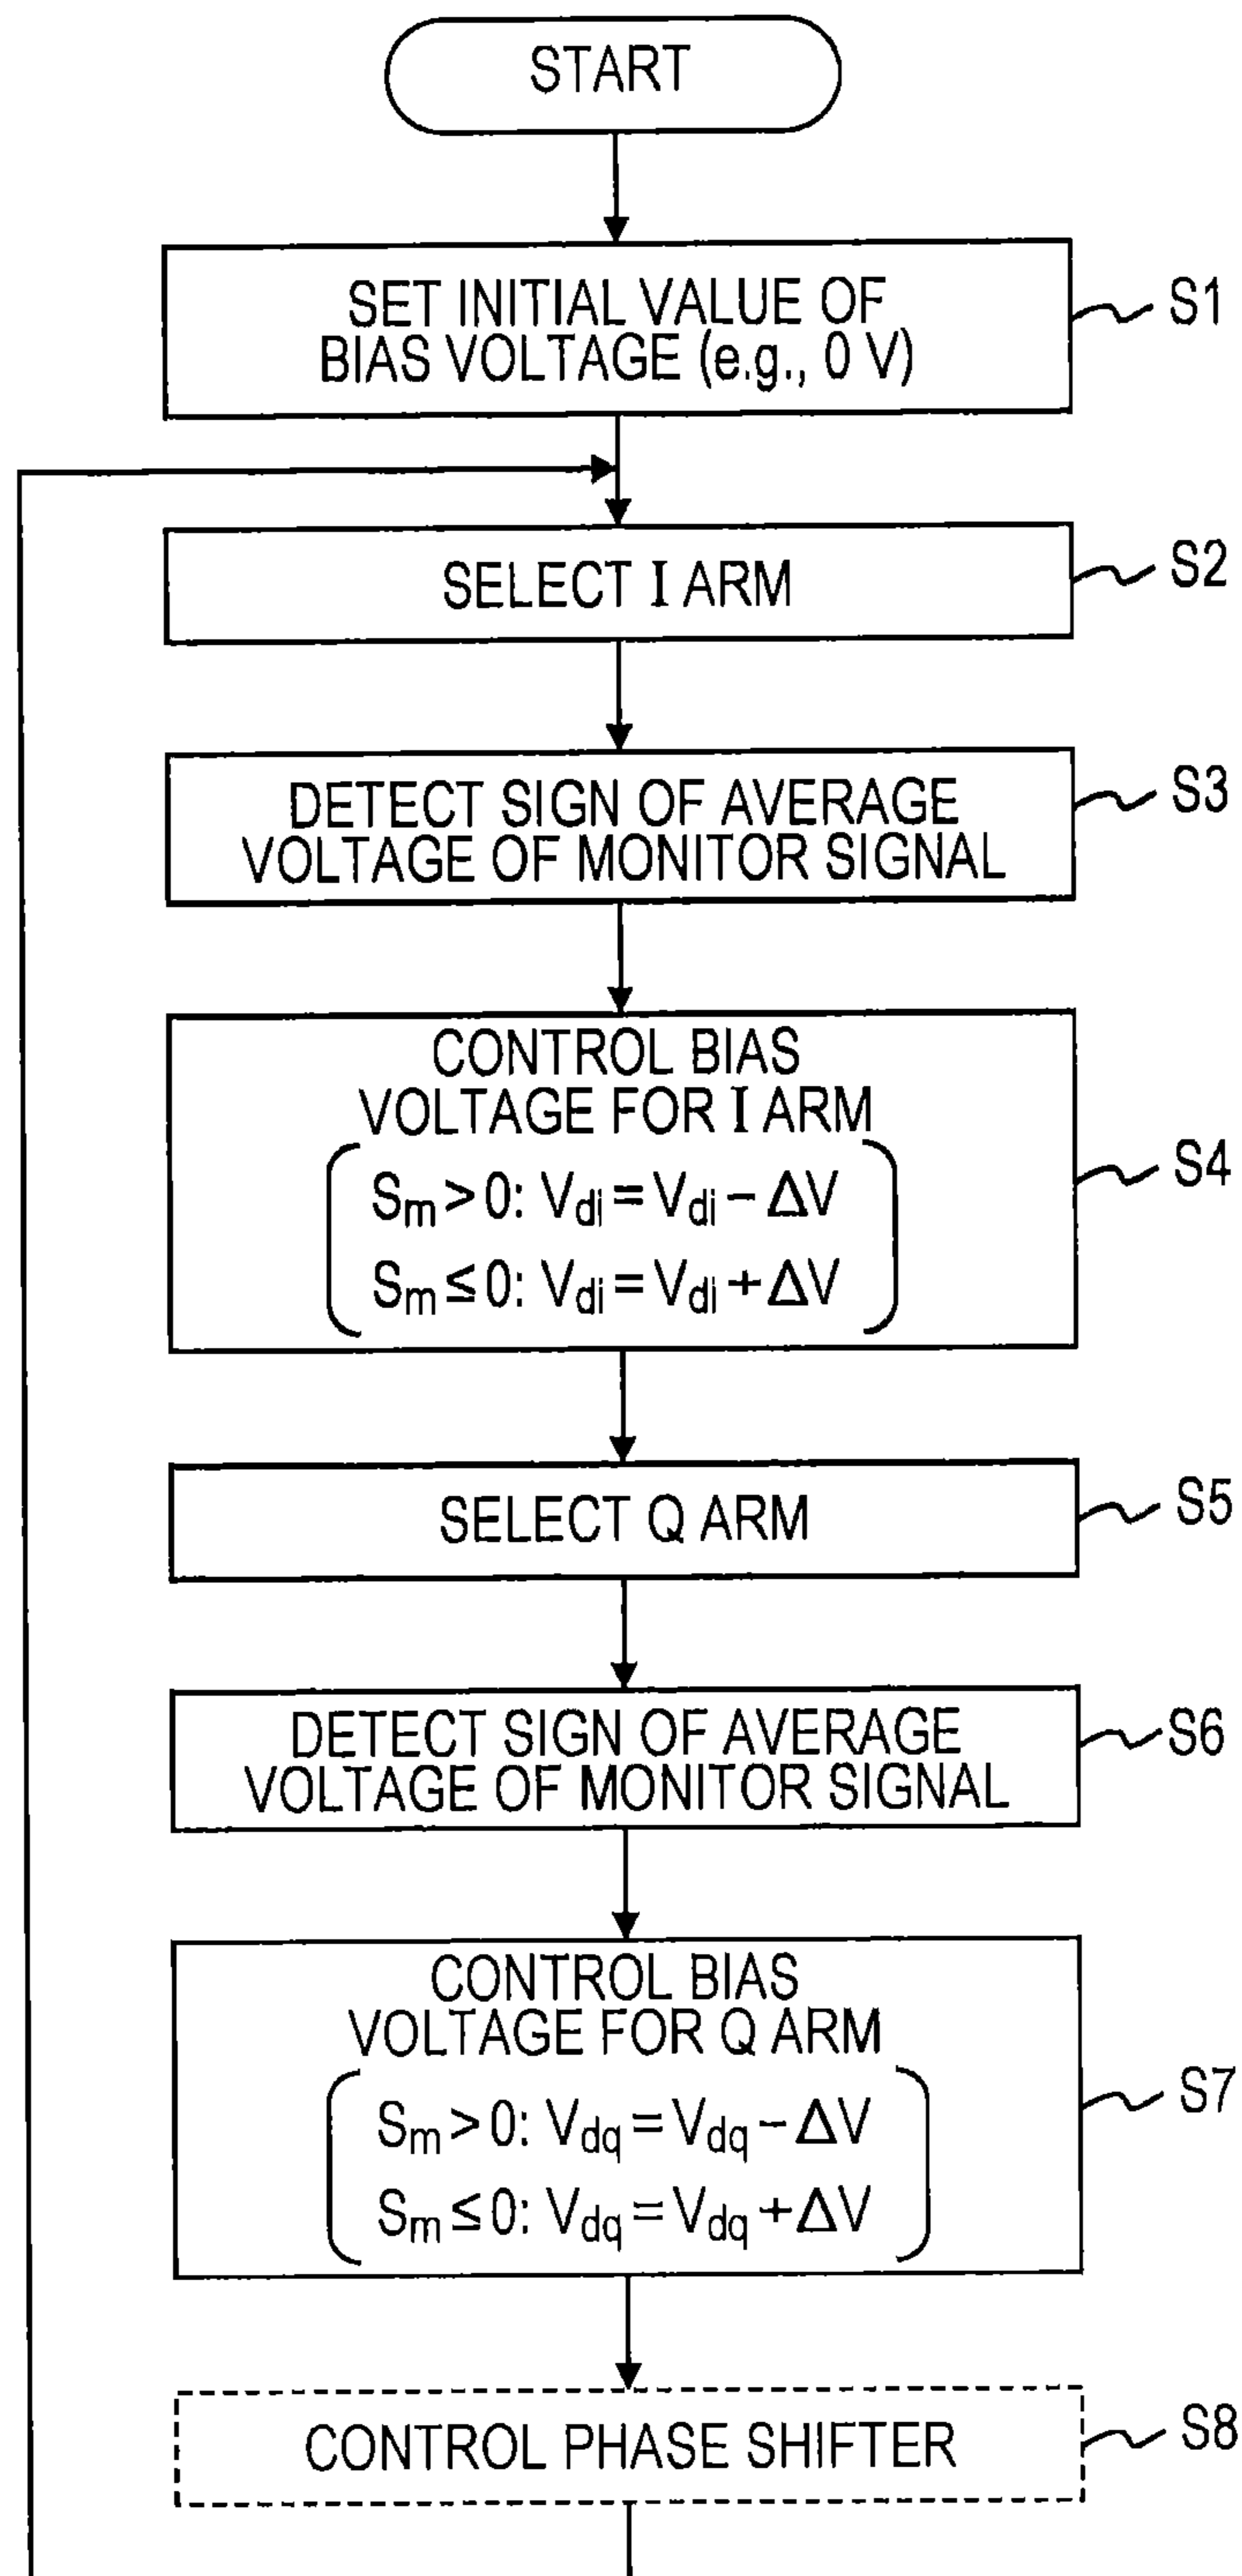 START
SET INITIAL VALUE OF
BIAS VOLTAGE (e.g., 0 V)
S1
SELECT I ARM
S2
DETECT SIGN OF AVERAGE
VOLTAGE OF MONITOR SIGNAL
S3
CONTROL BIAS
VOLTAGE FOR I ARM
Sm > 0: Vdi = Vdi − ΔV
Sm ≤ 0: Vdi = Vdi + ΔV
S4
SELECT Q ARM
S5
DETECT SIGN OF AVERAGE
VOLTAGE OF MONITOR SIGNAL
S6
CONTROL BIAS
VOLTAGE FOR Q ARM
Sm > 0: Vdq = Vdq − ΔV
Sm ≤ 0: Vdq = Vdq + ΔV
S7
CONTROL PHASE SHIFTER
S8